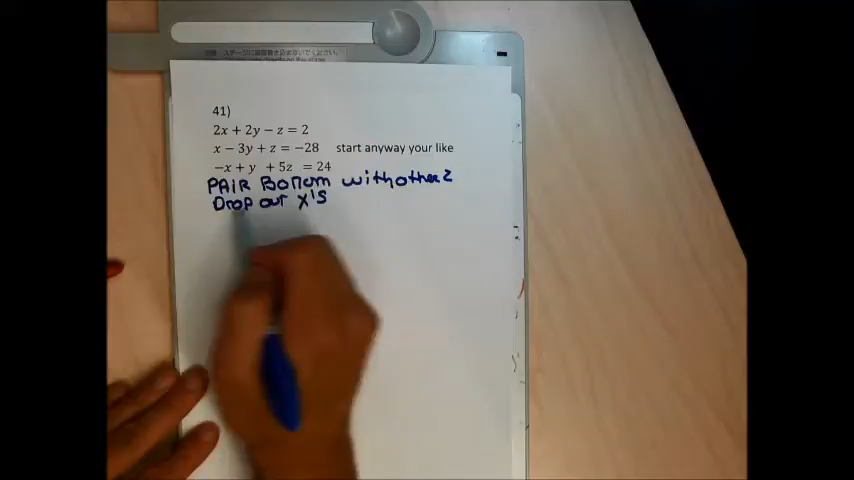 41)
2x + 2y − z = 2
x − 3y + z = −28 start anyway your like
−x + y + 5z = 24
PAIR BOTTOM with other 2
Drop out X'S